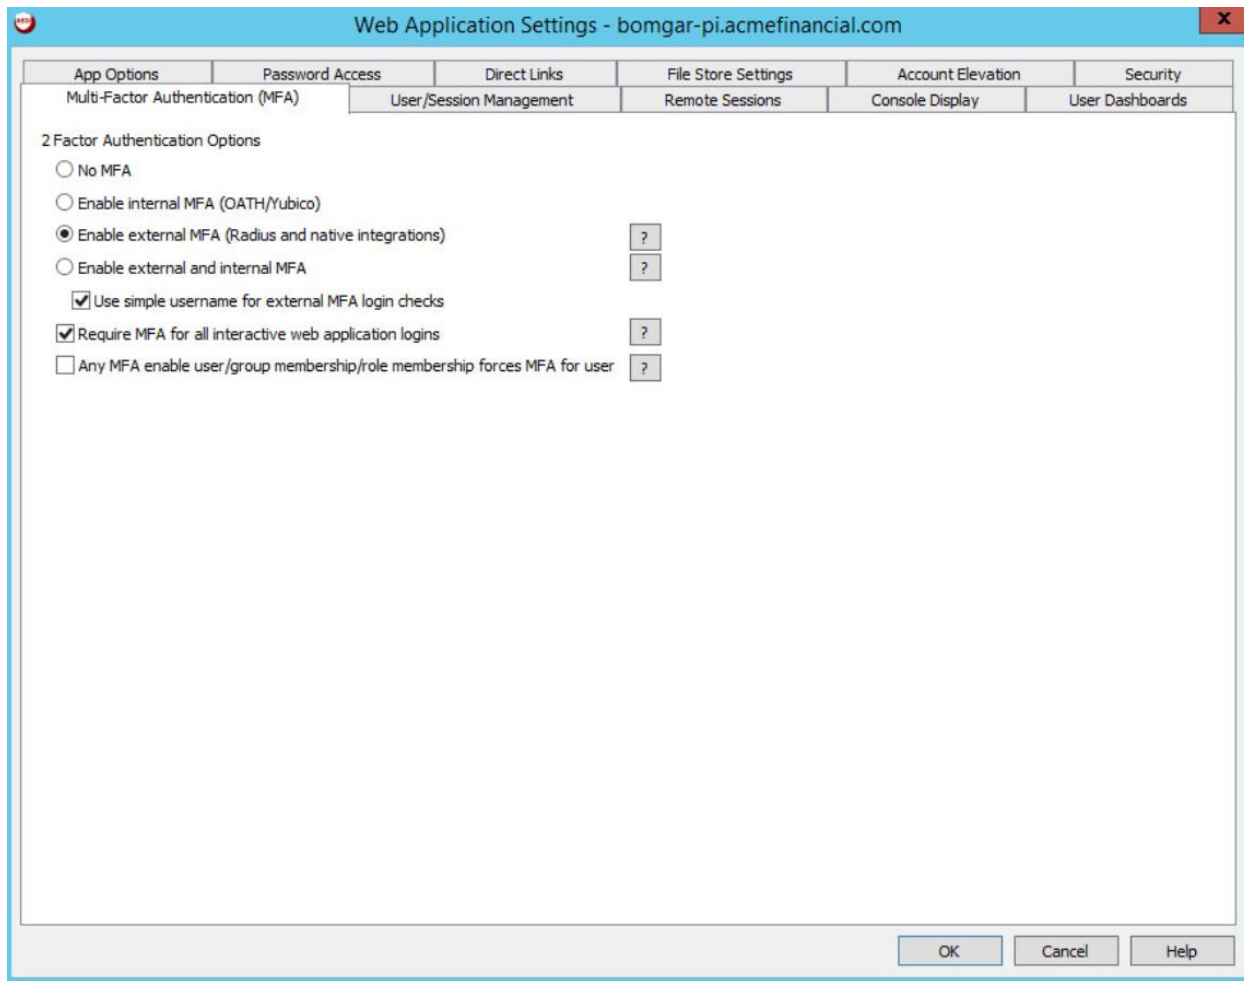 Web Application Settings - bomgar-pi.acmefinancial.com
x
App Options Password Access Direct Links File Store Settings Account Elevation Security
Multi-Factor Authentication (MFA) User/Session Management Remote Sessions Console Display User Dashboards
2 Factor Authentication Options
No MFA
Enable internal MFA (OATH/Yubico)
Enable external MFA (Radius and native integrations) ?
Enable external and internal MFA ?
Use simple username for external MFA login checks
Require MFA for all interactive web application logins ?
Any MFA enable user/group membership/role membership forces MFA for user ?
OK Cancel Help